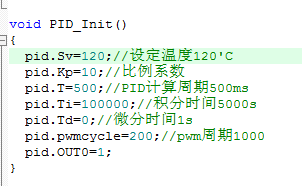 void PID_Init()
{
pid.Sv=120;//设定温度120'C
pid.Kp=10;//比例系数
pid.T=500;//PID计算周期500ms
pid.Ti=100000;//积分时间5000s
pid.Td=0;//微分时间1s
pid.pwmcycle=200;//pwm周期1000
pid.OUT0=1;
}